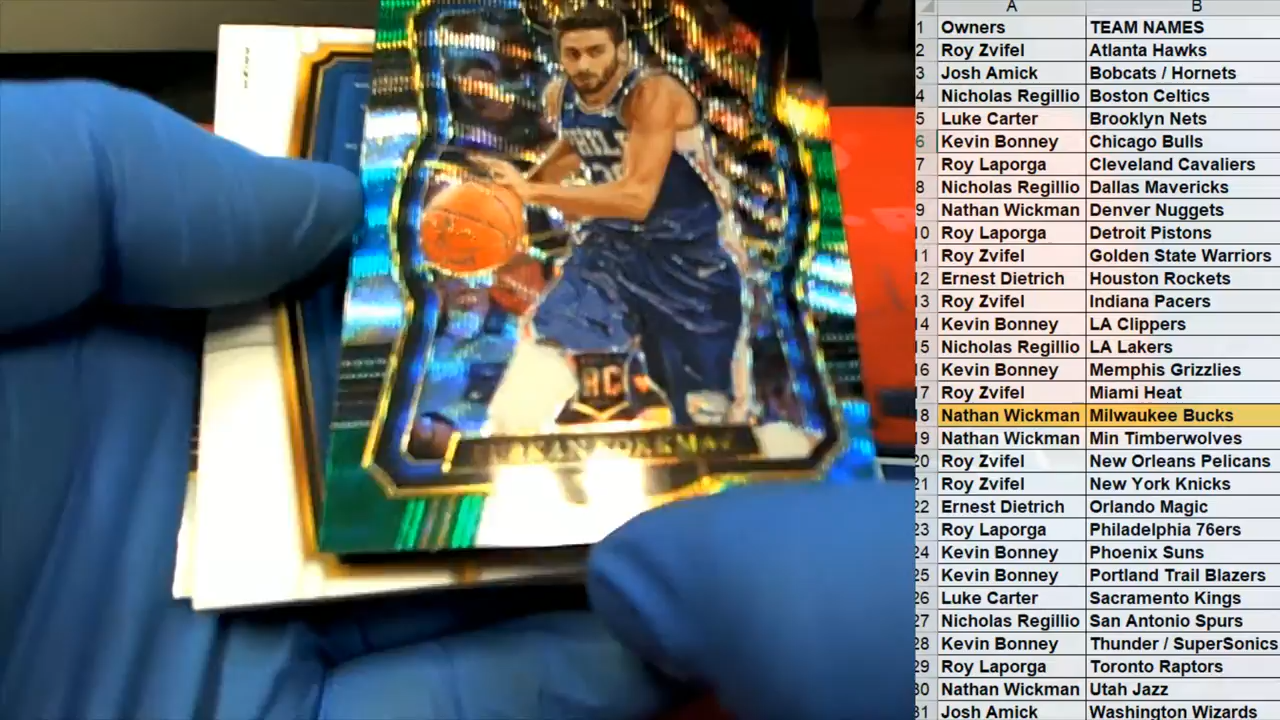 PHILA
RC
A B
1 Owners TEAM NAMES
2 Roy Zvifel Atlanta Hawks
3 Josh Amick Bobcats / Hornets
4 Nicholas Regillio Boston Celtics
5 Luke Carter Brooklyn Nets
6 Kevin Bonney Chicago Bulls
7 Roy Laporga Cleveland Cavaliers
8 Nicholas Regillio Dallas Mavericks
9 Nathan Wickman Denver Nuggets
10 Roy Laporga Detroit Pistons
11 Roy Zvifel Golden State Warriors
12 Ernest Dietrich Houston Rockets
13 Roy Zvifel Indiana Pacers
14 Kevin Bonney LA Clippers
15 Nicholas Regillio LA Lakers
16 Kevin Bonney Memphis Grizzlies
17 Roy Zvifel Miami Heat
18 Nathan Wickman Milwaukee Bucks
19 Nathan Wickman Min Timberwolves
20 Roy Zvifel New Orleans Pelicans
21 Roy Zvifel New York Knicks
22 Ernest Dietrich Orlando Magic
23 Roy Laporga Philadelphia 76ers
24 Kevin Bonney Phoenix Suns
25 Kevin Bonney Portland Trail Blazers
26 Luke Carter Sacramento Kings
27 Nicholas Regillio San Antonio Spurs
28 Kevin Bonney Thunder / SuperSonics
29 Roy Laporga Toronto Raptors
30 Nathan Wickman Utah Jazz
31 Josh Amick Washington Wizards